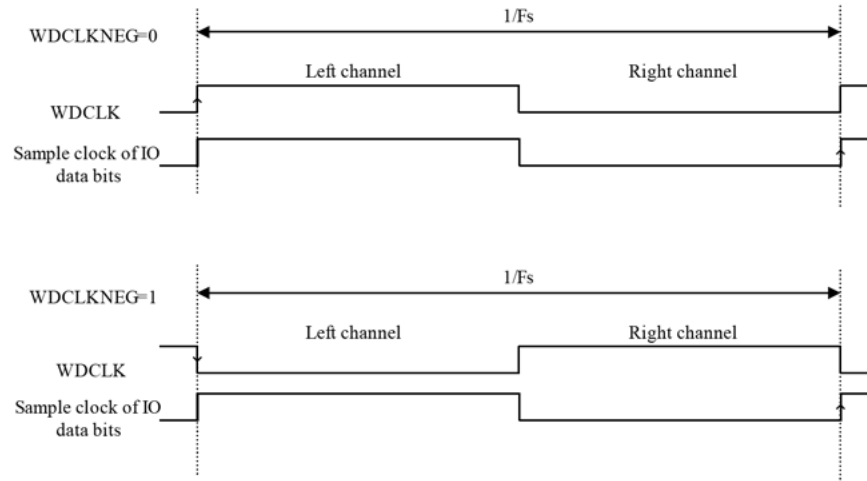 1/Fs
WDCLKNEG=0
Left channel
Right channel
WDCLK
Sample clock of IO
data bits
1/Fs
WDCLKNEG=1
Left channel
Right channel
WDCLK
Sample clock of IO
data bits